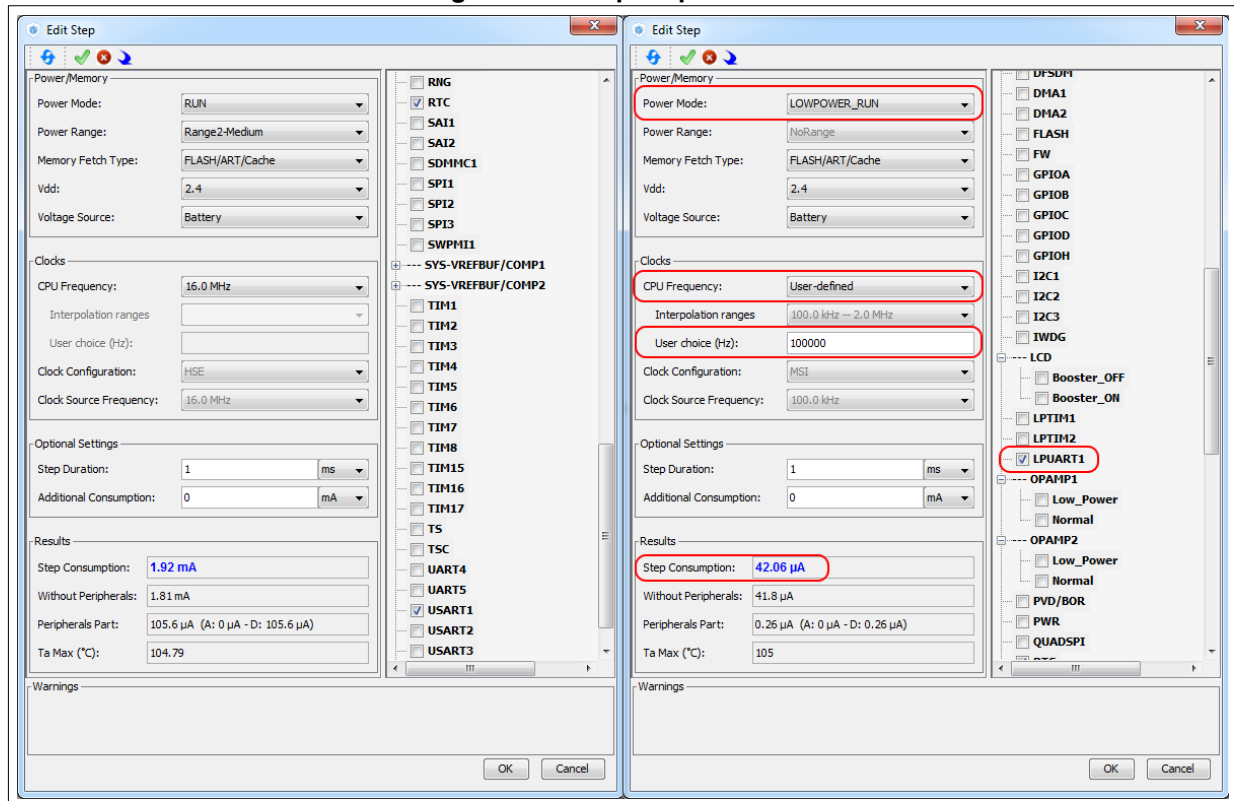 Edit Step
Power/Memory
Power Mode: RUN
Power Range: Range2-Medium
Memory Fetch Type: FLASH/ART/Cache
Vdd: 2.4
Voltage Source: Battery
Clocks
CPU Frequency: 16.0 MHz
Interpolation ranges
User choice (Hz):
Clock Configuration: HSE
Clock Source Frequency: 16.0 MHz
Optional Settings
Step Duration: 1 ms
Additional Consumption: 0 mA
Results
Step Consumption: 1.92 mA
Without Peripherals: 1.81 mA
Peripherals Part: 105.6 µA (A: 0 µA - D: 105.6 µA)
Ta Max (°C): 104.79
RNG
RTC
SAI1
SAI2
SDMMC1
SPI1
SPI2
SPI3
SWPMI1
SYS-VREFBUF/COMP1
SYS-VREFBUF/COMP2
TIM1
TIM2
TIM3
TIM4
TIM5
TIM6
TIM7
TIM8
TIM15
TIM16
TIM17
TS
TSC
UART4
UART5
USART1
USART2
USART3
Warnings
OK Cancel
Edit Step
Power/Memory
Power Mode: LOWPOWER_RUN
Power Range: NoRange
Memory Fetch Type: FLASH/ART/Cache
Vdd: 2.4
Voltage Source: Battery
Clocks
CPU Frequency: User-defined
Interpolation ranges 100.0 kHz -- 2.0 MHz
User choice (Hz): 100000
Clock Configuration: MSI
Clock Source Frequency: 100.0 kHz
Optional Settings
Step Duration: 1 ms
Additional Consumption: 0 mA
Results
Step Consumption: 42.06 µA
Without Peripherals: 41.8 µA
Peripherals Part: 0.26 µA (A: 0 µA - D: 0.26 µA)
Ta Max (°C): 105
DFSDM
DMA1
DMA2
FLASH
FW
GPIOA
GPIOB
GPIOC
GPIOD
GPIOH
I2C1
I2C2
I2C3
IWDG
LCD
Booster_OFF
Booster_ON
LPTIM1
LPTIM2
LPUART1
OPAMP1
Low_Power
Normal
OPAMP2
Low_Power
Normal
PVD/BOR
PWR
QUADSPI
Warnings
OK Cancel